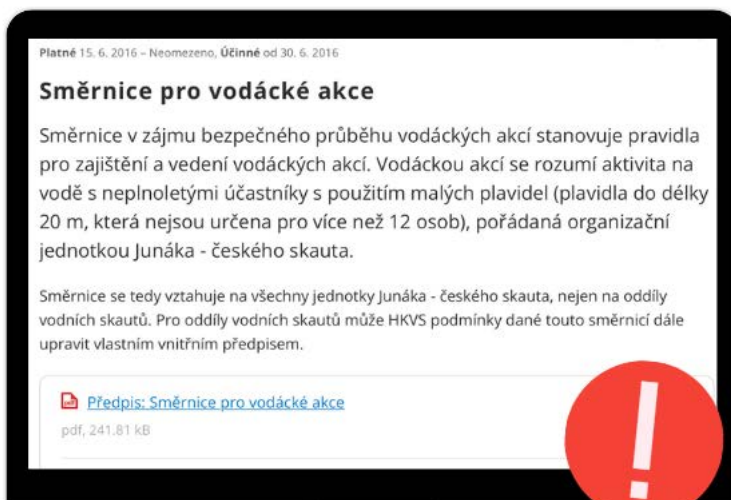 Platné 15. 6. 2016 – Neomezeno, Účinné od 30. 6. 2016
Směrnice pro vodácké akce
Směrnice v zájmu bezpečného průběhu vodáckých akcí stanovuje pravidla
pro zajištění a vedení vodáckých akcí. Vodáckou akcí se rozumí aktivita na
vodě s neplnoletými účastníky s použitím malých plavidel (plavidla do délky
20 m, která nejsou určena pro více než 12 osob), pořádaná organizační
jednotkou Junáka - českého skauta.
Směrnice se tedy vztahuje na všechny jednotky Junáka - českého skauta, nejen na oddíly
vodních skautů. Pro oddíly vodních skautů může HKVS podmínky dané touto směrnicí dále
upravit vlastním vnitřním předpisem.
Předpis: Směrnice pro vodácké akce
pdf, 241.81 kB
!